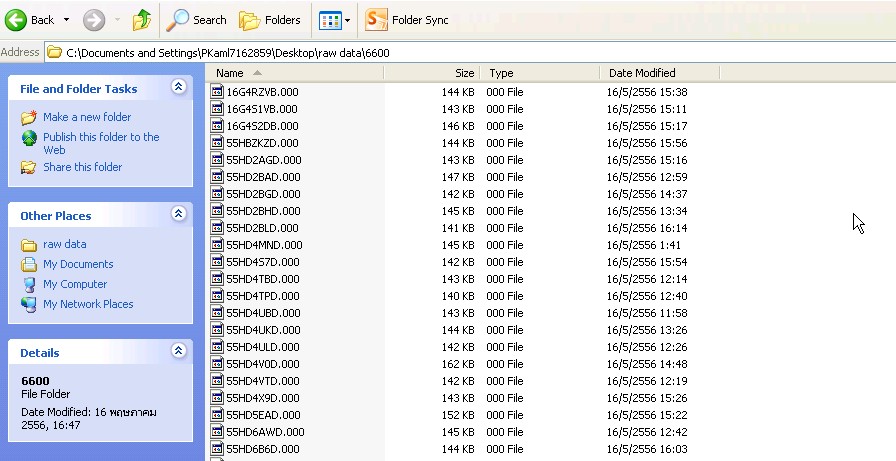 Back Search Folders Folder Sync
Address C:\Documents and Settings\PKaml7162859\Desktop\raw data\6600
File and Folder Tasks
Make a new folder
Publish this folder to the
Web
Share this folder
Other Places
raw data
My Documents
My Computer
My Network Places
Details
6600
File Folder
Date Modified: 16 พฤษภาคม
2556, 16:47
Name Size Type Date Modified
16G4RZVB.000 144 KB 000 File 16/5/2556 15:38
16G4S1VB.000 143 KB 000 File 16/5/2556 15:11
16G4S2DB.000 146 KB 000 File 16/5/2556 15:17
55HBZKZD.000 144 KB 000 File 16/5/2556 15:56
55HD2AGD.000 143 KB 000 File 16/5/2556 15:16
55HD2BAD.000 147 KB 000 File 16/5/2556 12:59
55HD2BGD.000 142 KB 000 File 16/5/2556 14:37
55HD2BHD.000 145 KB 000 File 16/5/2556 13:34
55HD2BLD.000 141 KB 000 File 16/5/2556 16:14
55HD4MND.000 145 KB 000 File 16/5/2556 1:41
55HD4S7D.000 142 KB 000 File 16/5/2556 15:54
55HD4TBD.000 143 KB 000 File 16/5/2556 12:14
55HD4TPD.000 140 KB 000 File 16/5/2556 12:40
55HD4UBD.000 143 KB 000 File 16/5/2556 11:58
55HD4UKD.000 144 KB 000 File 16/5/2556 13:26
55HD4ULD.000 142 KB 000 File 16/5/2556 12:26
55HD4V0D.000 162 KB 000 File 16/5/2556 14:48
55HD4VTD.000 142 KB 000 File 16/5/2556 12:19
55HD4X9D.000 143 KB 000 File 16/5/2556 15:26
55HD5EAD.000 152 KB 000 File 16/5/2556 15:22
55HD6AWD.000 145 KB 000 File 16/5/2556 12:42
55HD6B6D.000 144 KB 000 File 16/5/2556 16:03